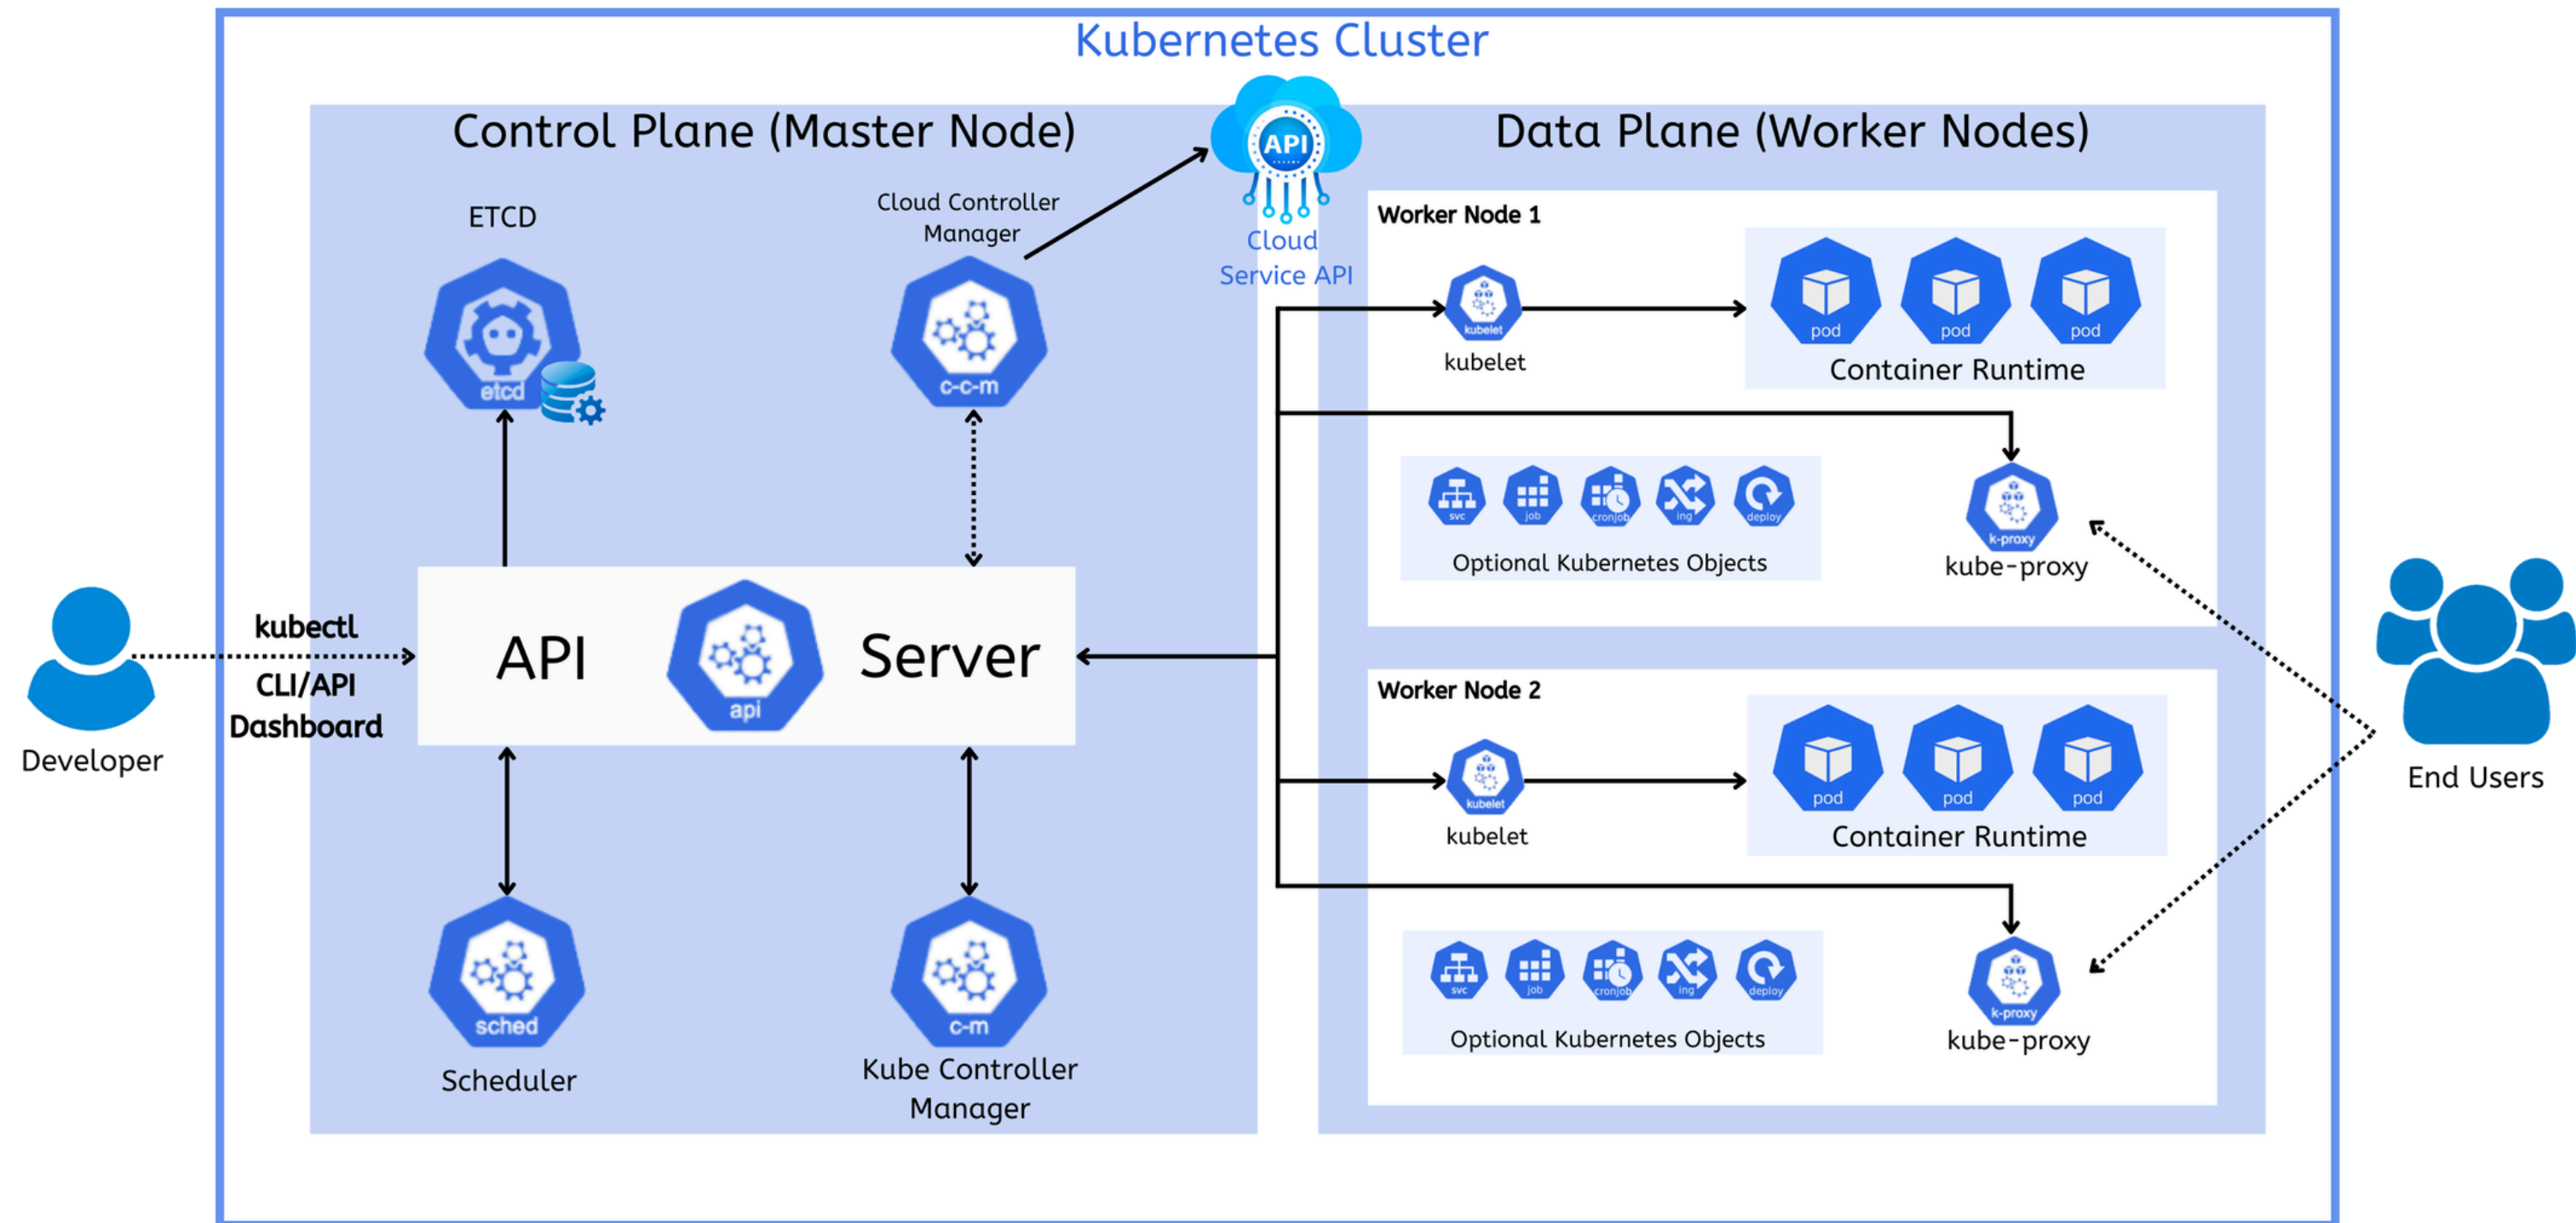 Kubernetes Cluster
Control Plane (Master Node)
ETCD
etcd
Cloud Controller
Manager
c-c-m
API
Cloud
Service API
Developer
kubectl
CLI/API
Dashboard
API
api
Server
sched
Scheduler
c-m
Kube Controller
Manager
Data Plane (Worker Nodes)
Worker Node 1
kubelet
kubelet
pod
pod
pod
Container Runtime
svc
job
cronjob
ing
deploy
Optional Kubernetes Objects
k-proxy
kube-proxy
Worker Node 2
kubelet
kubelet
pod
pod
pod
Container Runtime
svc
job
cronjob
ing
deploy
Optional Kubernetes Objects
k-proxy
kube-proxy
End Users